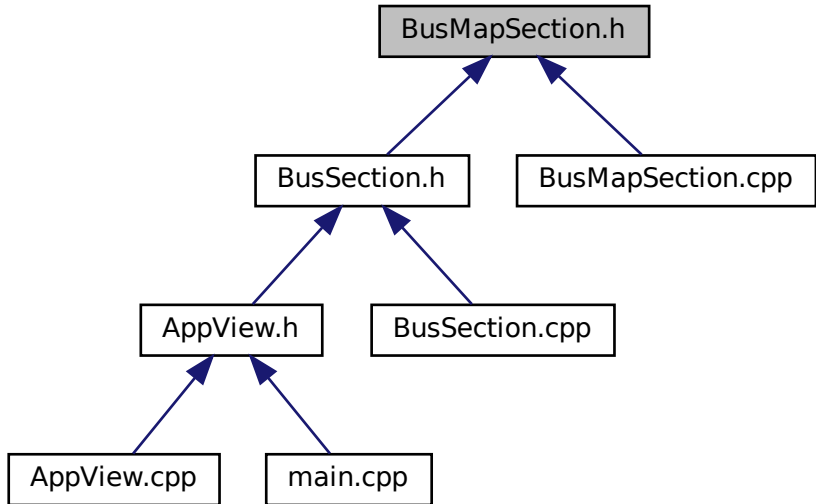 BusMapSection.h
BusSection.h
BusMapSection.cpp
AppView.h
BusSection.cpp
AppView.cpp
main.cpp